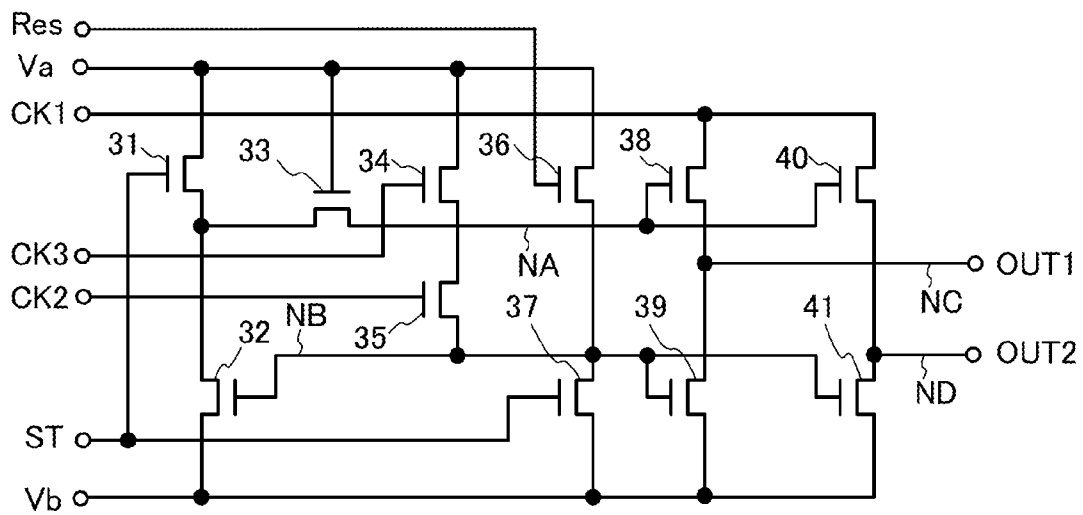 Res
Va
CK1
31
33
34
36
38
40
CK3
NA
OUT1
CK2
NC
NB
35
37
39
41
32
OUT2
ND
ST
Vb